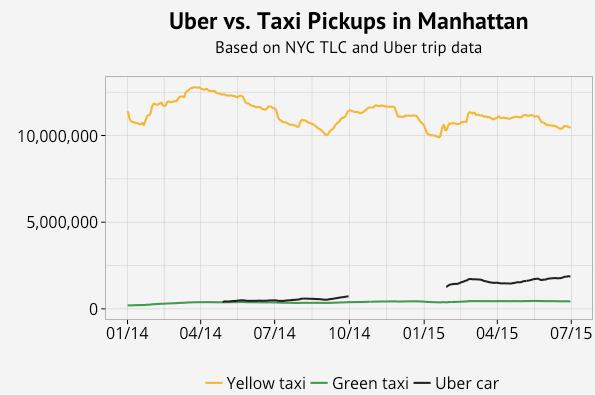 Uber vs. Taxi Pickups in Manhattan
Based on NYC TLC and Uber trip data
10,000,000
5,000,000
0
01/14 04/14 07/14 10/14 01/15 04/15 07/15
Yellow taxi Green taxi Uber car